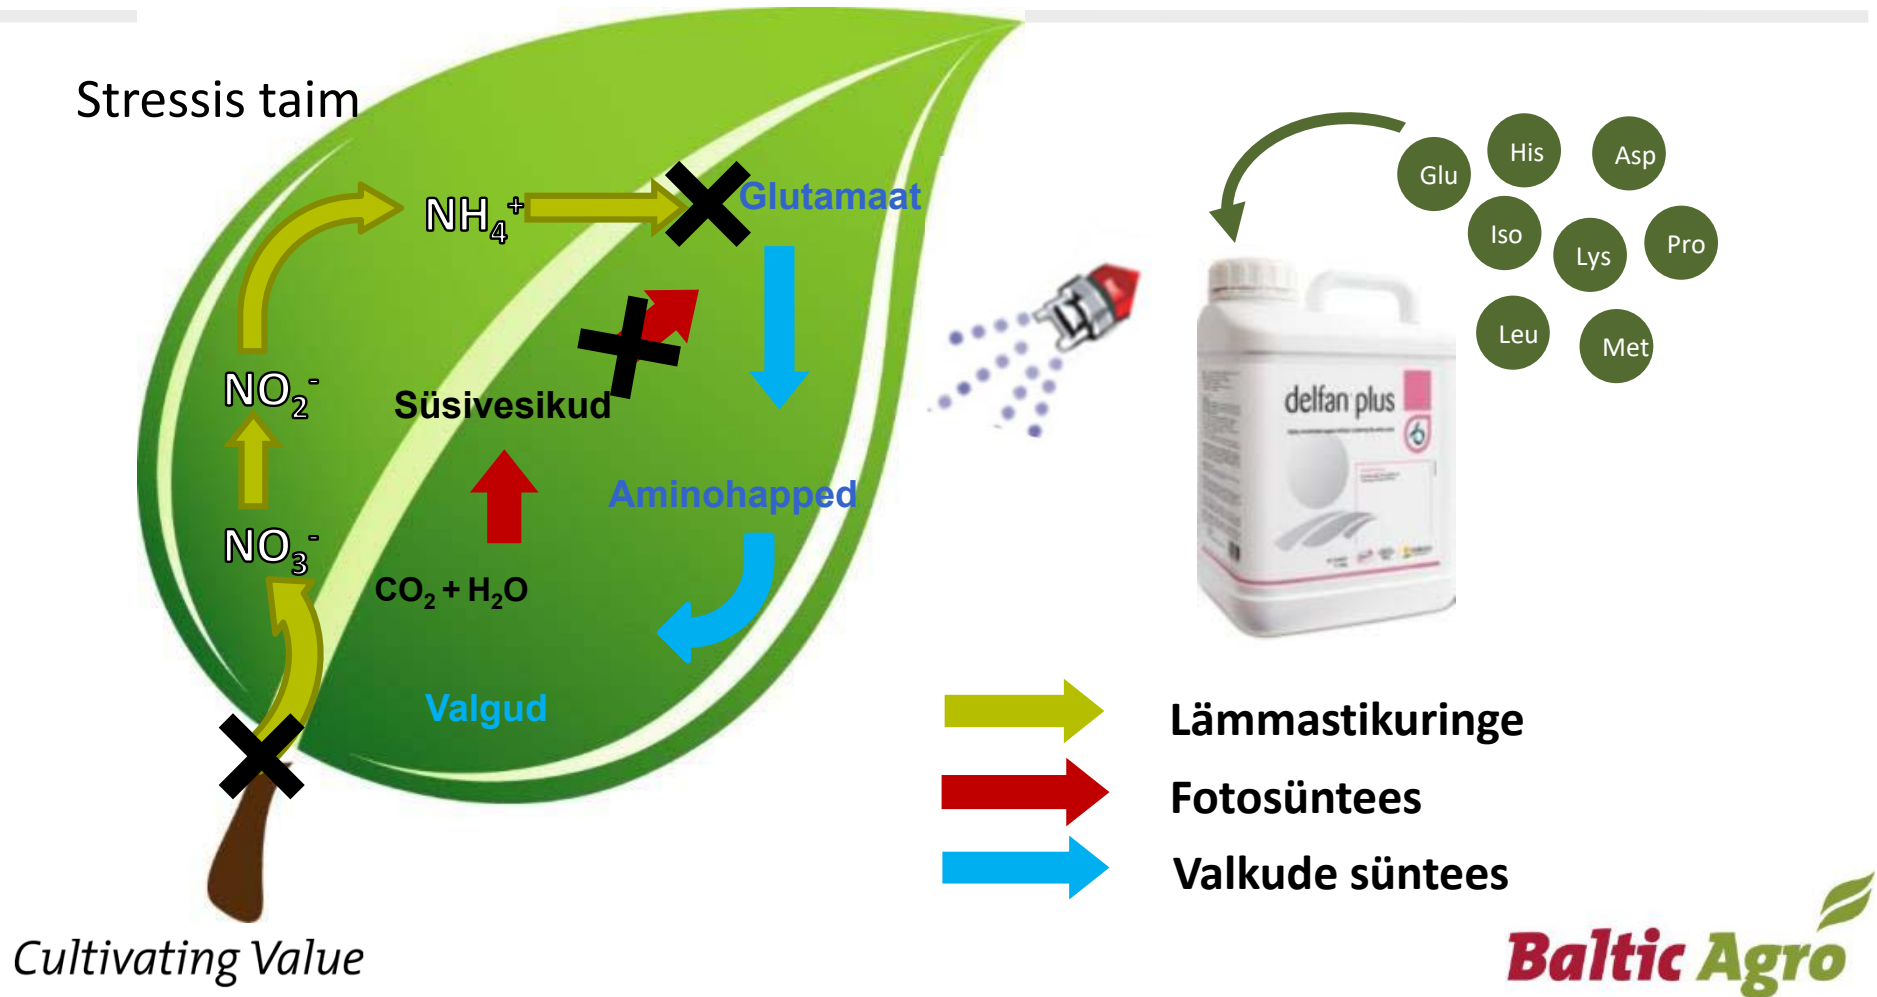 Stressis taim
NH₄⁺
Glutamaat
NO₂⁻
Süsivesikud
Aminohapped
NO₃⁻
CO₂ + H₂O
Valgud
Glu
His
Asp
Iso
Lys
Pro
Leu
Met
delfan plus
Lämmastikuringe
Fotosüntees
Valkude süntees
Cultivating Value
Baltic Agro